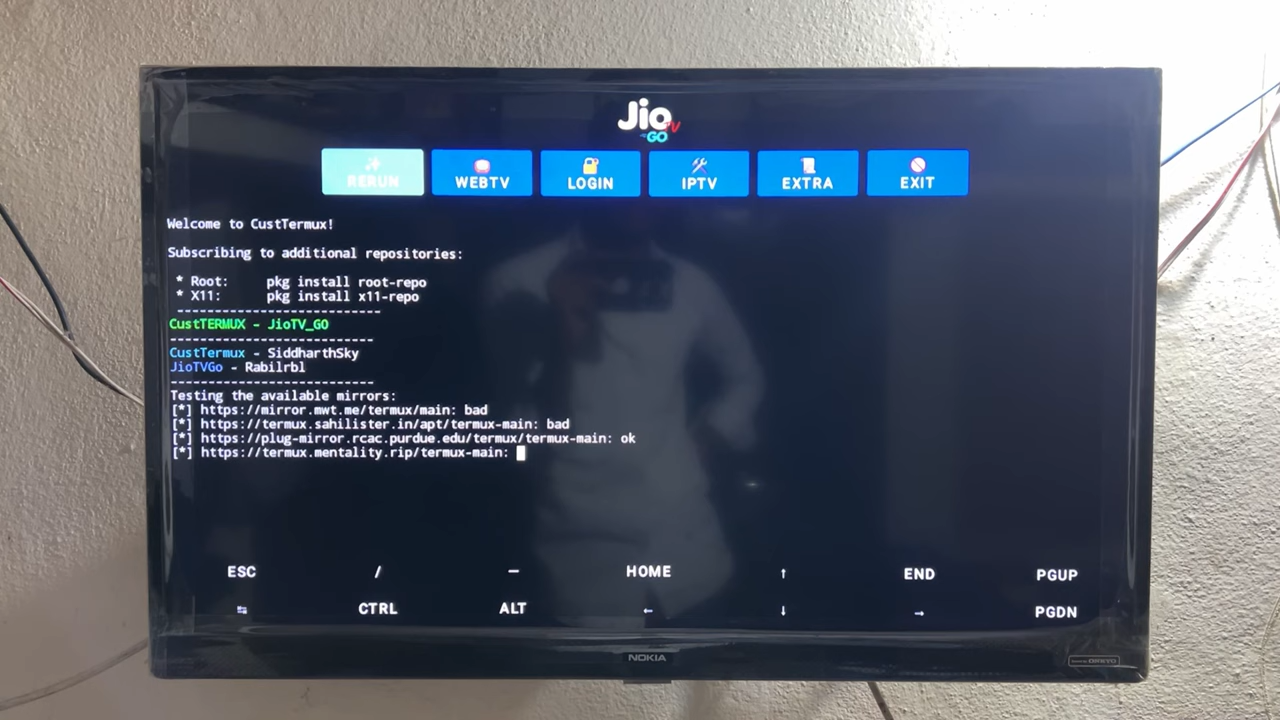 Jio TV
GO
RERUN WEBTV LOGIN IPTV EXTRA EXIT
Welcome to CustTermux!
Subscribing to additional repositories:
* Root: pkg install root-repo
* X11: pkg install x11-repo
---------------------------
CustTERMUX - JioTV_GO
---------------------------
CustTermux - SiddharthSky
JioTVGo - Rabilrbl
---------------------------
Testing the available mirrors:
[*] https://mirror.mwt.me/termux/main: bad
[*] https://termux.sahilister.in/apt/termux-main: bad
[*] https://plug-mirror.rcac.purdue.edu/termux/termux-main: ok
[*] https://termux.mentality.rip/termux-main:
ESC / − HOME ↑ END PGUP
↹ CTRL ALT ← ↓ → PGDN
NOKIA
ONKYO